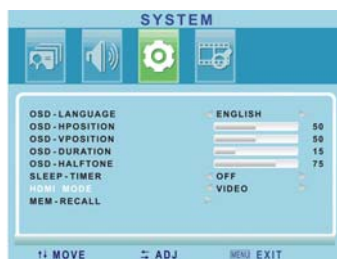 SYSTEM
OSD-LANGUAGE ENGLISH
OSD-HPOSITION 50
OSD-VPOSITION 50
OSD-DURATION 15
OSD-HALFTONE 75
SLEEP-TIMER OFF
HDMI MODE VIDEO
MEM-RECALL
↑↓ MOVE ⇆ ADJ MENU EXIT